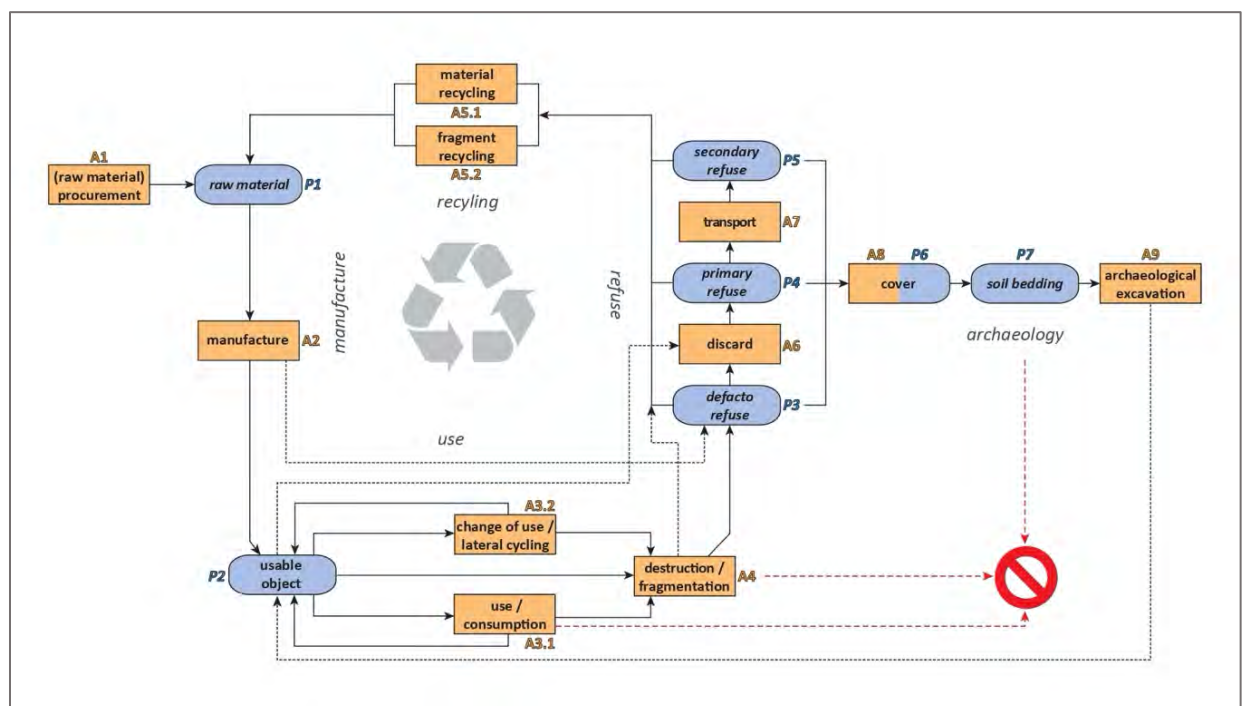 material
recycling
A5.1
fragment
recycling
A5.2
recyling
A1
(raw material)
procurement
raw material
P1
manufacture
A2
manufacture
use
refuse
secondary
refuse
P5
transport
A7
primary
refuse
P4
discard
A6
defacto
refuse
P3
A8
P6
cover
P7
soil bedding
A9
archaeological
excavation
archaeology
A3.2
change of use /
lateral cycling
P2
usable
object
destruction /
fragmentation
A4
use /
consumption
A3.1